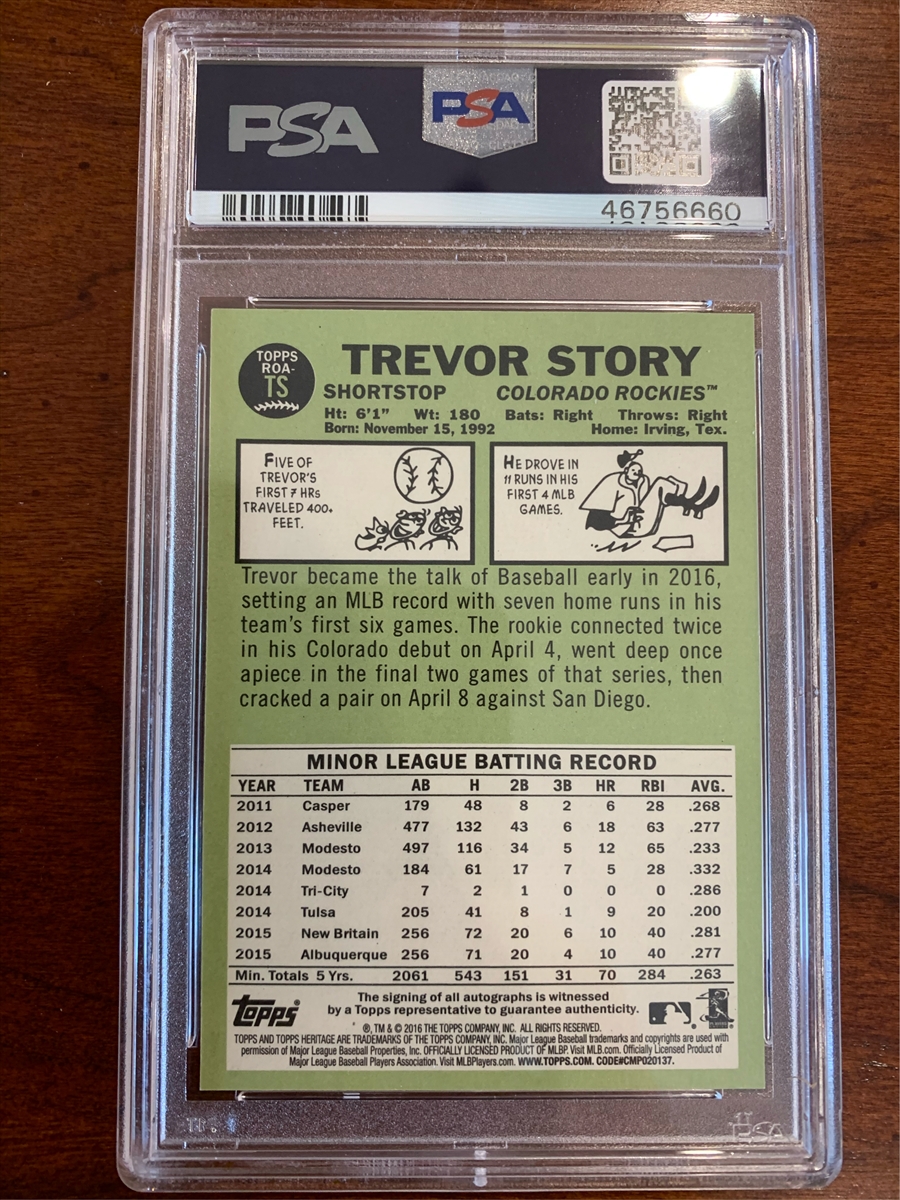 PSA PSA
46756660
TOPPS
ROA-
TS
TREVOR STORY
SHORTSTOP COLORADO ROCKIES™
Ht: 6'1" Wt: 180 Bats: Right Throws: Right
Born: November 15, 1992 Home: Irving, Tex.
FIVE OF
TREVOR'S
FIRST 7 HRs
TRAVELED 400+
FEET.
HE DROVE IN
11 RUNS IN HIS
FIRST 4 MLB
GAMES.
Trevor became the talk of Baseball early in 2016,
setting an MLB record with seven home runs in his
team's first six games. The rookie connected twice
in his Colorado debut on April 4, went deep once
apiece in the final two games of that series, then
cracked a pair on April 8 against San Diego.
MINOR LEAGUE BATTING RECORD
YEAR TEAM AB H 2B 3B HR RBI AVG.
2011 Casper 179 48 8 2 6 28 .268
2012 Asheville 477 132 43 6 18 63 .277
2013 Modesto 497 116 34 5 12 65 .233
2014 Modesto 184 61 17 7 5 28 .332
2014 Tri-City 7 2 1 0 0 0 .286
2014 Tulsa 205 41 8 1 9 20 .200
2015 New Britain 256 72 20 6 10 40 .281
2015 Albuquerque 256 71 20 4 10 40 .277
Min. Totals 5 Yrs. 2061 543 151 31 70 284 .263
topps
The signing of all autographs is witnessed
by a Topps representative to guarantee authenticity.
®, TM & © 2016 THE TOPPS COMPANY, INC. ALL RIGHTS RESERVED.
TOPPS AND TOPPS HERITAGE ARE TRADEMARKS OF THE TOPPS COMPANY, INC. Major League Baseball trademarks and copyrights are used with
permission of Major League Baseball Properties, Inc. OFFICIALLY LICENSED PRODUCT OF MLBP. Visit MLB.com. Officially Licensed Product of
Major League Baseball Players Association. Visit MLBPlayers.com. WWW.TOPPS.COM. CODE#CMP020137.
PSA